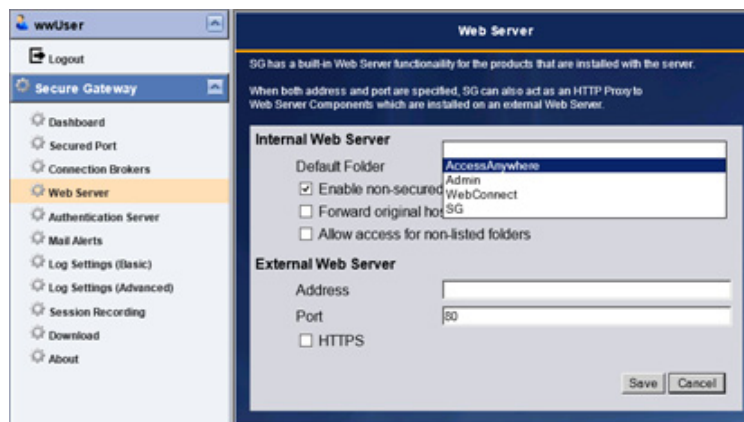 wwUser
Logout
Secure Gateway
Dashboard
Secured Port
Connection Brokers
Web Server
Authentication Server
Mail Alerts
Log Settings (Basic)
Log Settings (Advanced)
Session Recording
Download
About
Web Server
SG has a built-in Web Server functionality for the products that are installed with the server.
When both address and port are specified, SG can also act as an HTTP Proxy to
Web Server Components which are installed on an external Web Server.
Internal Web Server
Default Folder
AccessAnywhere
Admin
WebConnect
SG
Enable non-secured
Forward original hos
Allow access for non-listed folders
External Web Server
Address
Port
80
HTTPS
Save
Cancel